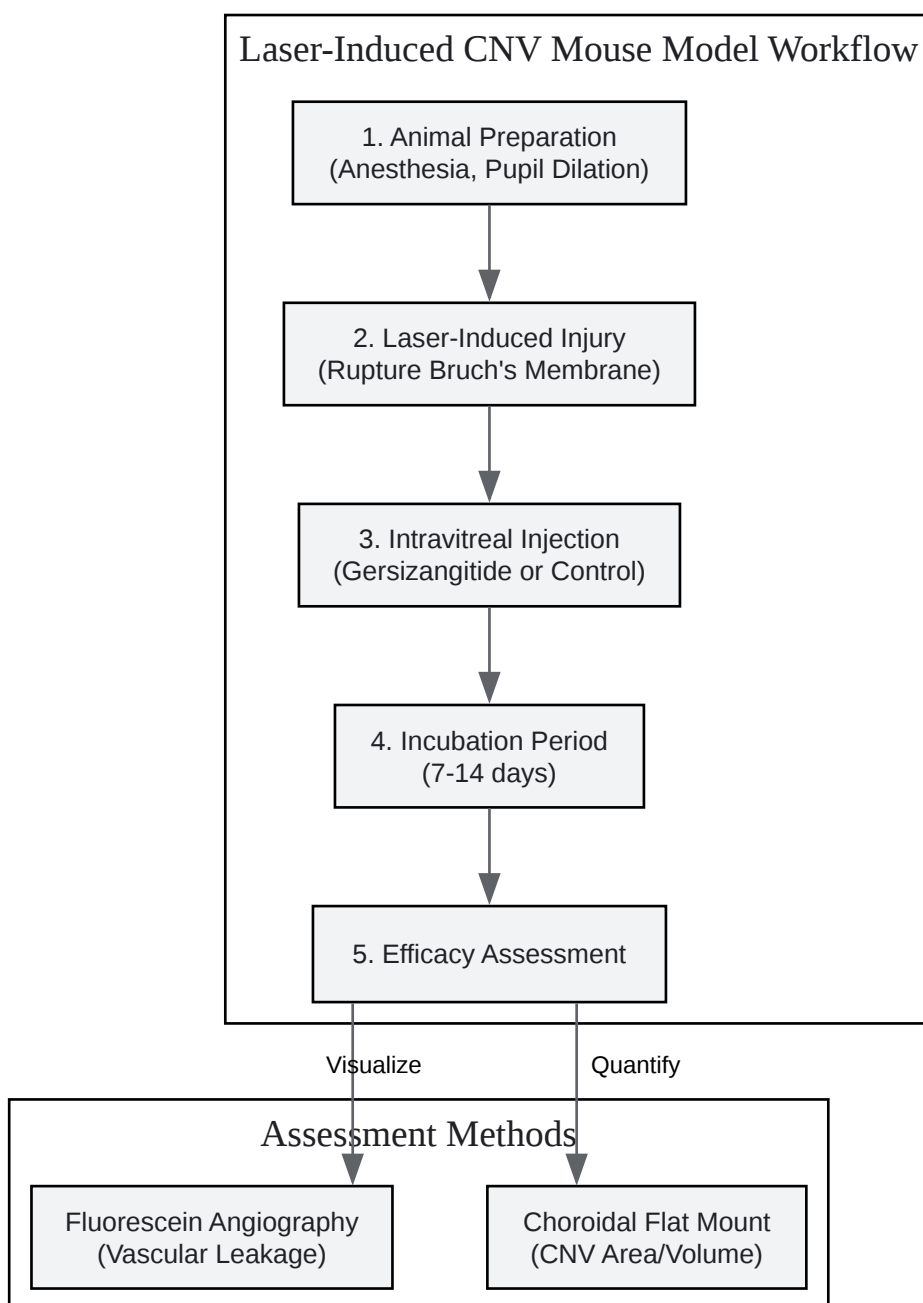 Laser-Induced CNV Mouse Model Workflow
1. Animal Preparation
(Anesthesia, Pupil Dilation)
2. Laser-Induced Injury
(Rupture Bruch's Membrane)
3. Intravitreal Injection
(Gersizangitide or Control)
4. Incubation Period
(7-14 days)
5. Efficacy Assessment
Visualize
Quantify
Assessment Methods
Fluorescein Angiography
(Vascular Leakage)
Choroidal Flat Mount
(CNV Area/Volume)